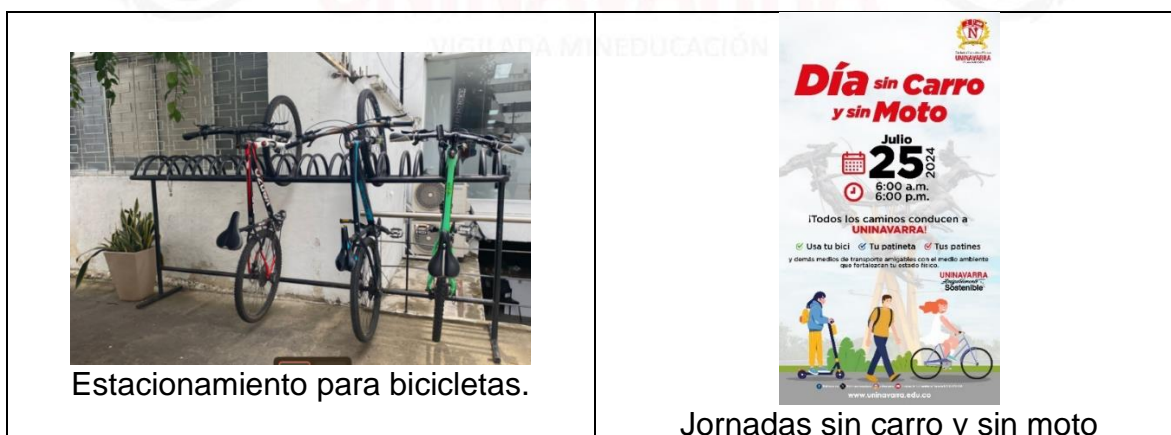 VIGILADA MINEDUCACIÓN
Estacionamiento para bicicletas.
UNINAVARRA
Día sin Carro
y sin Moto
Julio
25 2024
6:00 a.m.
6:00 p.m.
¡Todos los caminos conducen a
UNINAVARRA!
Usa tu bici Tu patineta Tus patines
y demás medios de transporte amigables con el medio ambiente
que fortalezcan tu estado físico.
UNINAVARRA
Sostenible
www.uninavarra.edu.co
Jornadas sin carro y sin moto